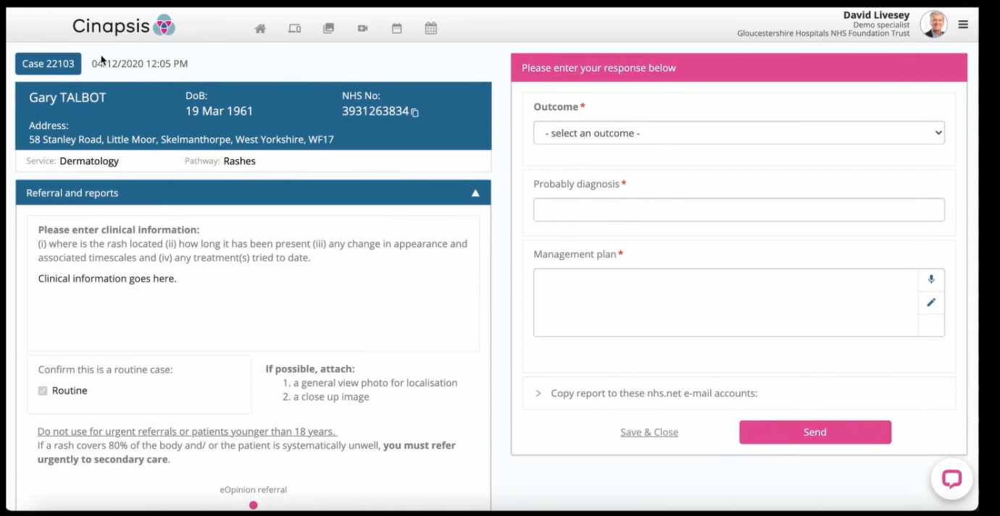 Cinapsis
David Livesey
Demo specialist
Gloucestershire Hospitals NHS Foundation Trust
Case 22103
04/12/2020 12:05 PM
Gary TALBOT
DoB:
19 Mar 1961
NHS No:
3931263834
Address:
58 Stanley Road, Little Moor, Skelmanthorpe, West Yorkshire, WF17
Service: Dermatology
Pathway: Rashes
Referral and reports
Please enter clinical information:
(i) where is the rash located (ii) how long it has been present (iii) any change in appearance and
associated timescales and (iv) any treatment(s) tried to date.
Clinical information goes here.
Confirm this is a routine case:
Routine
If possible, attach:
1. a general view photo for localisation
2. a close up image
Do not use for urgent referrals or patients younger than 18 years.
If a rash covers 80% of the body and/ or the patient is systematically unwell, you must refer
urgently to secondary care.
eOpinion referral
Please enter your response below
Outcome*
- select an outcome -
Probably diagnosis*
Management plan*
> Copy report to these nhs.net e-mail accounts:
Save & Close
Send